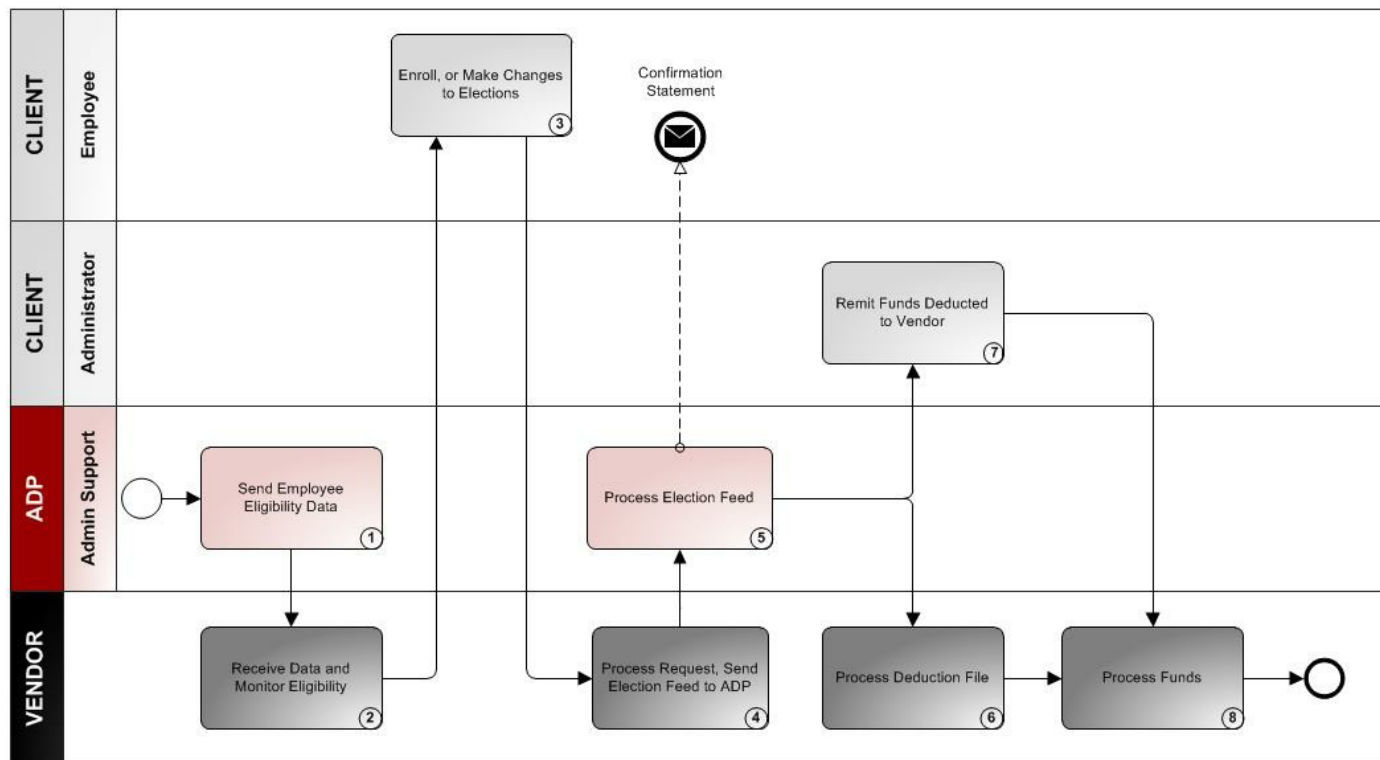 CLIENT
Employee
Enroll, or Make Changes
to Elections
3
Confirmation
Statement
CLIENT
Administrator
Remit Funds Deducted
to Vendor
7
ADP
Admin Support
Send Employee
Eligibility Data
1
Process Election Feed
5
VENDOR
Receive Data and
Monitor Eligibility
2
Process Request, Send
Election Feed to ADP
4
Process Deduction File
6
Process Funds
8